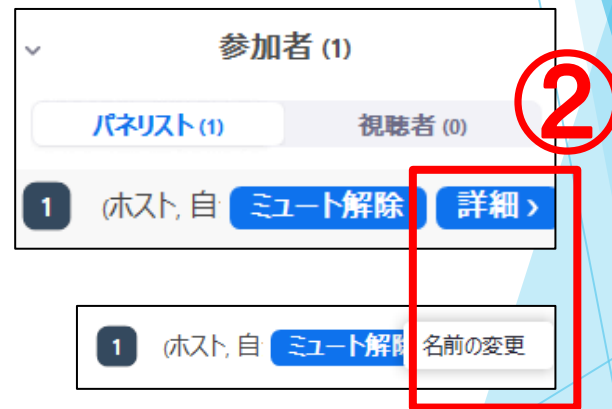 参加者 (1)
②
パネリスト (1) 視聴者 (0)
1 (ホスト, 自 ミュート解除 詳細 >
1 (ホスト, 自 ミュート解 名前の変更